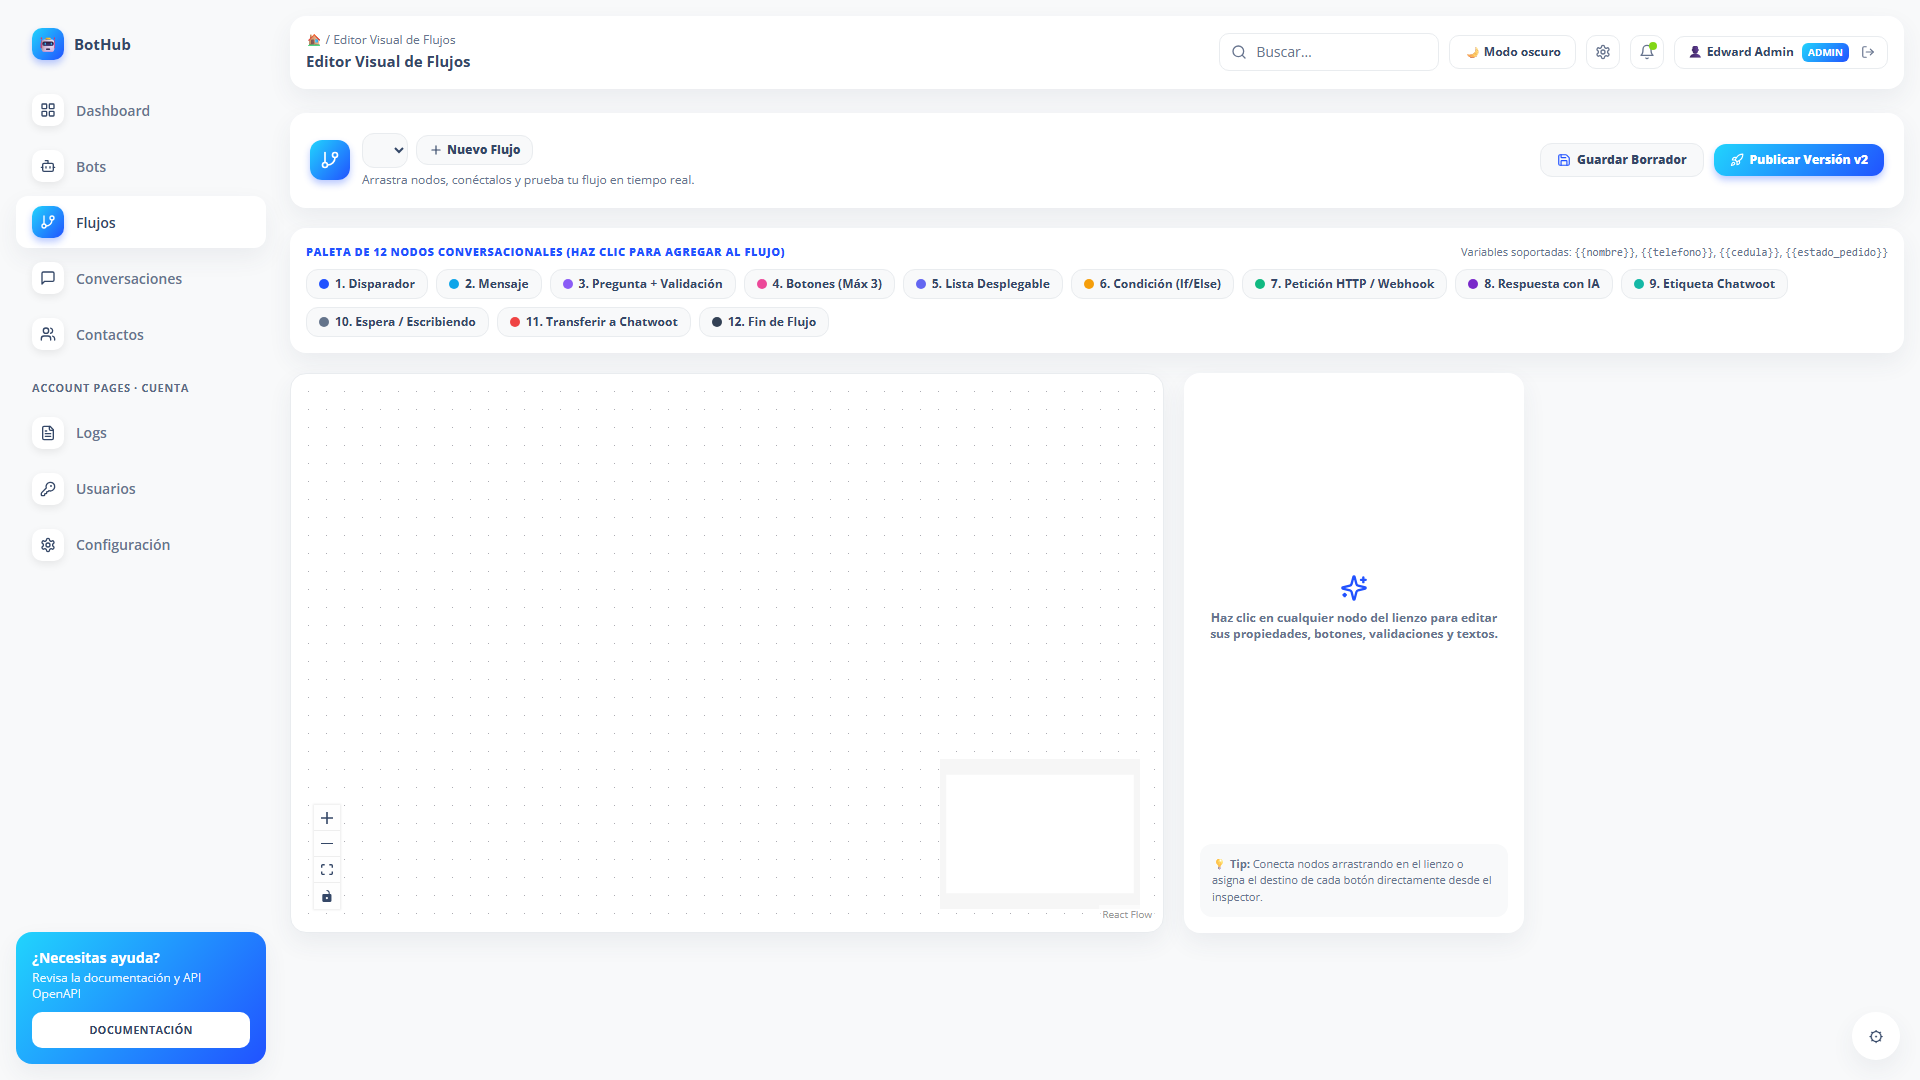 BotHub
Dashboard
Bots
Flujos
Conversaciones
Contactos
ACCOUNT PAGES · CUENTA
Logs
Usuarios
Configuración
¿Necesitas ayuda?
Revisa la documentación y API
OpenAPI
DOCUMENTACIÓN
/ Editor Visual de Flujos
Editor Visual de Flujos
Buscar...
Modo oscuro
Edward Admin ADMIN
Nuevo Flujo
Arrastra nodos, conéctalos y prueba tu flujo en tiempo real.
Guardar Borrador
Publicar Versión v2
PALETA DE 12 NODOS CONVERSACIONALES (HAZ CLIC PARA AGREGAR AL FLUJO)
Variables soportadas: {{nombre}}, {{telefono}}, {{cedula}}, {{estado_pedido}}
1. Disparador
2. Mensaje
3. Pregunta + Validación
4. Botones (Máx 3)
5. Lista Desplegable
6. Condición (If/Else)
7. Petición HTTP / Webhook
8. Respuesta con IA
9. Etiqueta Chatwoot
10. Espera / Escribiendo
11. Transferir a Chatwoot
12. Fin de Flujo
React Flow
Haz clic en cualquier nodo del lienzo para editar
sus propiedades, botones, validaciones y textos.
Tip: Conecta nodos arrastrando en el lienzo o
asigna el destino de cada botón directamente desde el
inspector.